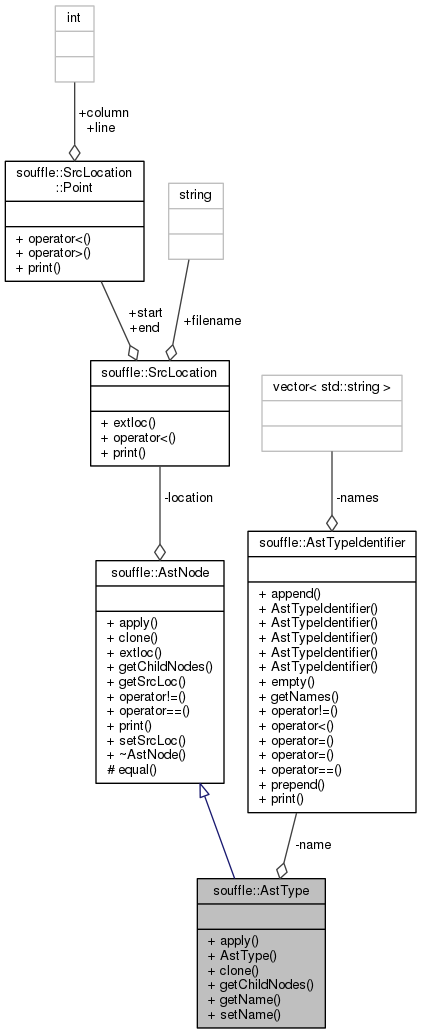 int
+column
+line
souffle::SrcLocation
::Point
+ operator<()
+ operator>()
+ print()
string
+start
+end
+filename
souffle::SrcLocation
+ extloc()
+ operator<()
+ print()
vector< std::string >
-location
-names
souffle::AstNode
+ apply()
+ clone()
+ extloc()
+ getChildNodes()
+ getSrcLoc()
+ operator!=()
+ operator==()
+ print()
+ setSrcLoc()
+ ~AstNode()
# equal()
souffle::AstTypeIdentifier
+ append()
+ AstTypeIdentifier()
+ AstTypeIdentifier()
+ AstTypeIdentifier()
+ AstTypeIdentifier()
+ AstTypeIdentifier()
+ empty()
+ getNames()
+ operator!=()
+ operator<()
+ operator=()
+ operator=()
+ operator==()
+ prepend()
+ print()
-name
souffle::AstType
+ apply()
+ AstType()
+ clone()
+ getChildNodes()
+ getName()
+ setName()